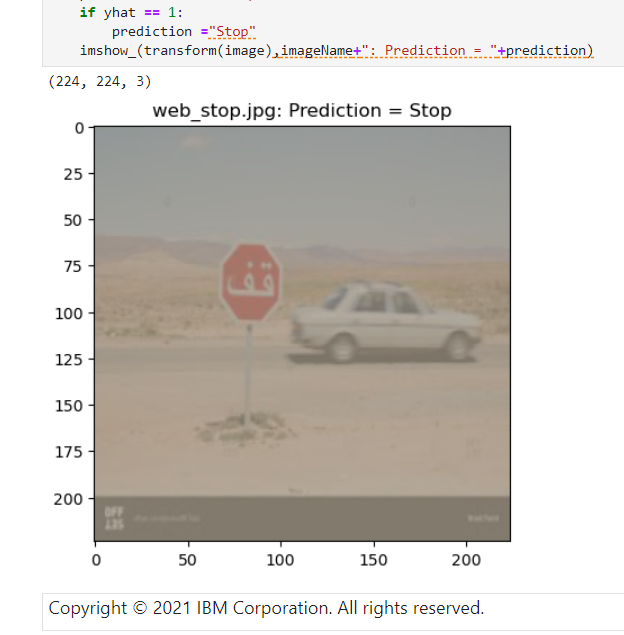 if yhat == 1:
prediction ="Stop"
imshow_(transform(image),imageName+": Prediction = "+prediction)
(224, 224, 3)
web_stop.jpg: Prediction = Stop
0
25
50
75
قف
100
125
150
175
200
OFF
SET
0 50 100 150 200
Copyright © 2021 IBM Corporation. All rights reserved.